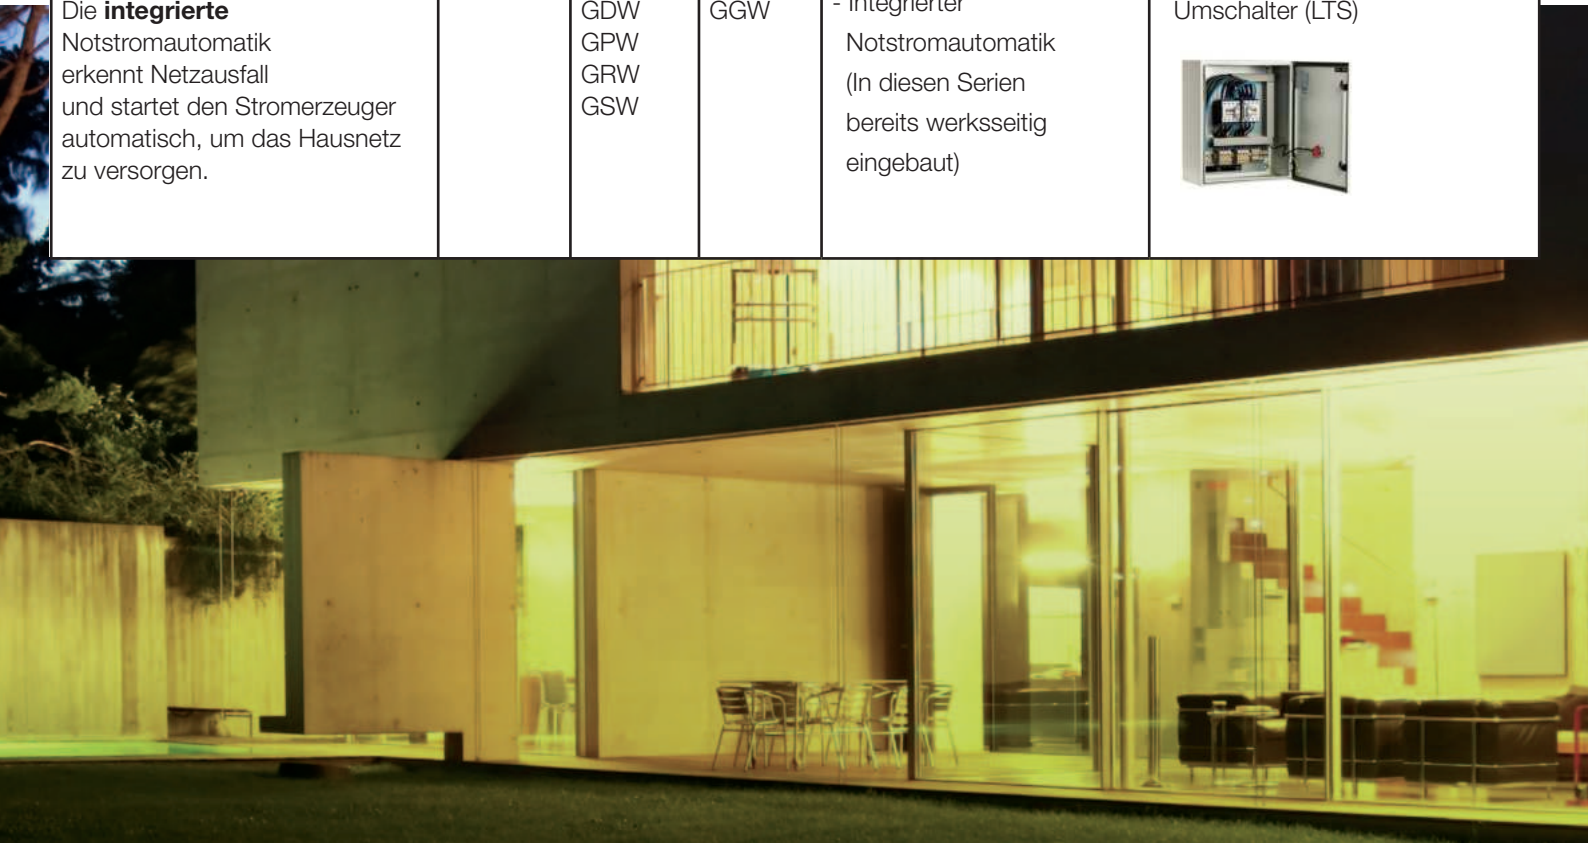 Die integrierte
Notstromautomatik
erkennt Netzausfall
und startet den Stromerzeuger
automatisch, um das Hausnetz
zu versorgen.
GDW
GPW
GRW
GSW
GGW
- Integrierter
Notstromautomatik
(In diesen Serien
bereits werksseitig
eingebaut)
Umschalter (LTS)